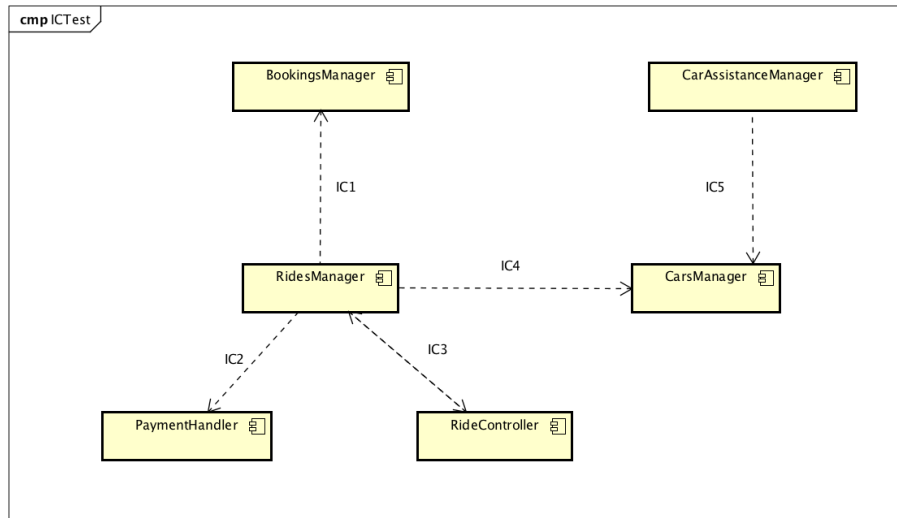 cmp ICTest
BookingsManager
CarAssistanceManager
IC1
IC5
RidesManager
IC4
CarsManager
IC2
IC3
PaymentHandler
RideController